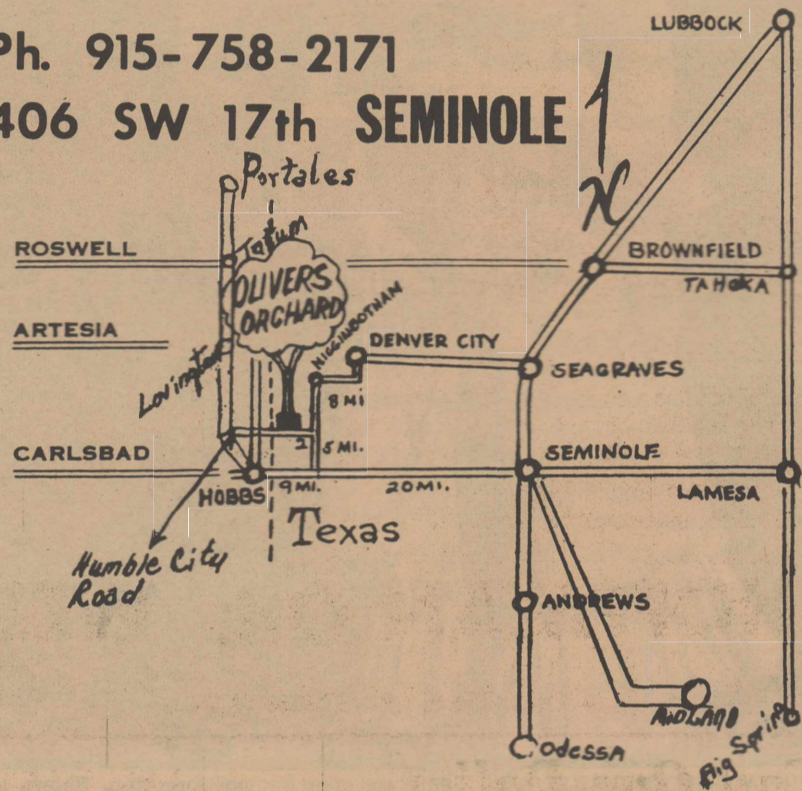 LUBBOCK
Ph. 915-758-2171
406 SW 17th SEMINOLE
N
Portales
ROSWELL
Tatum
BROWNFIELD
TAHOKA
OLIVERS
ORCHARD
HIGGINBOTHAM
ARTESIA
DENVER CITY
Lovington
SEAGRAVES
8 MI
CARLSBAD
2
5 MI.
SEMINOLE
HOBBS
9 MI.
20 MI.
LAMESA
Texas
Humble City
Road
ANDREWS
MIDLAND
Big Spring
Odessa